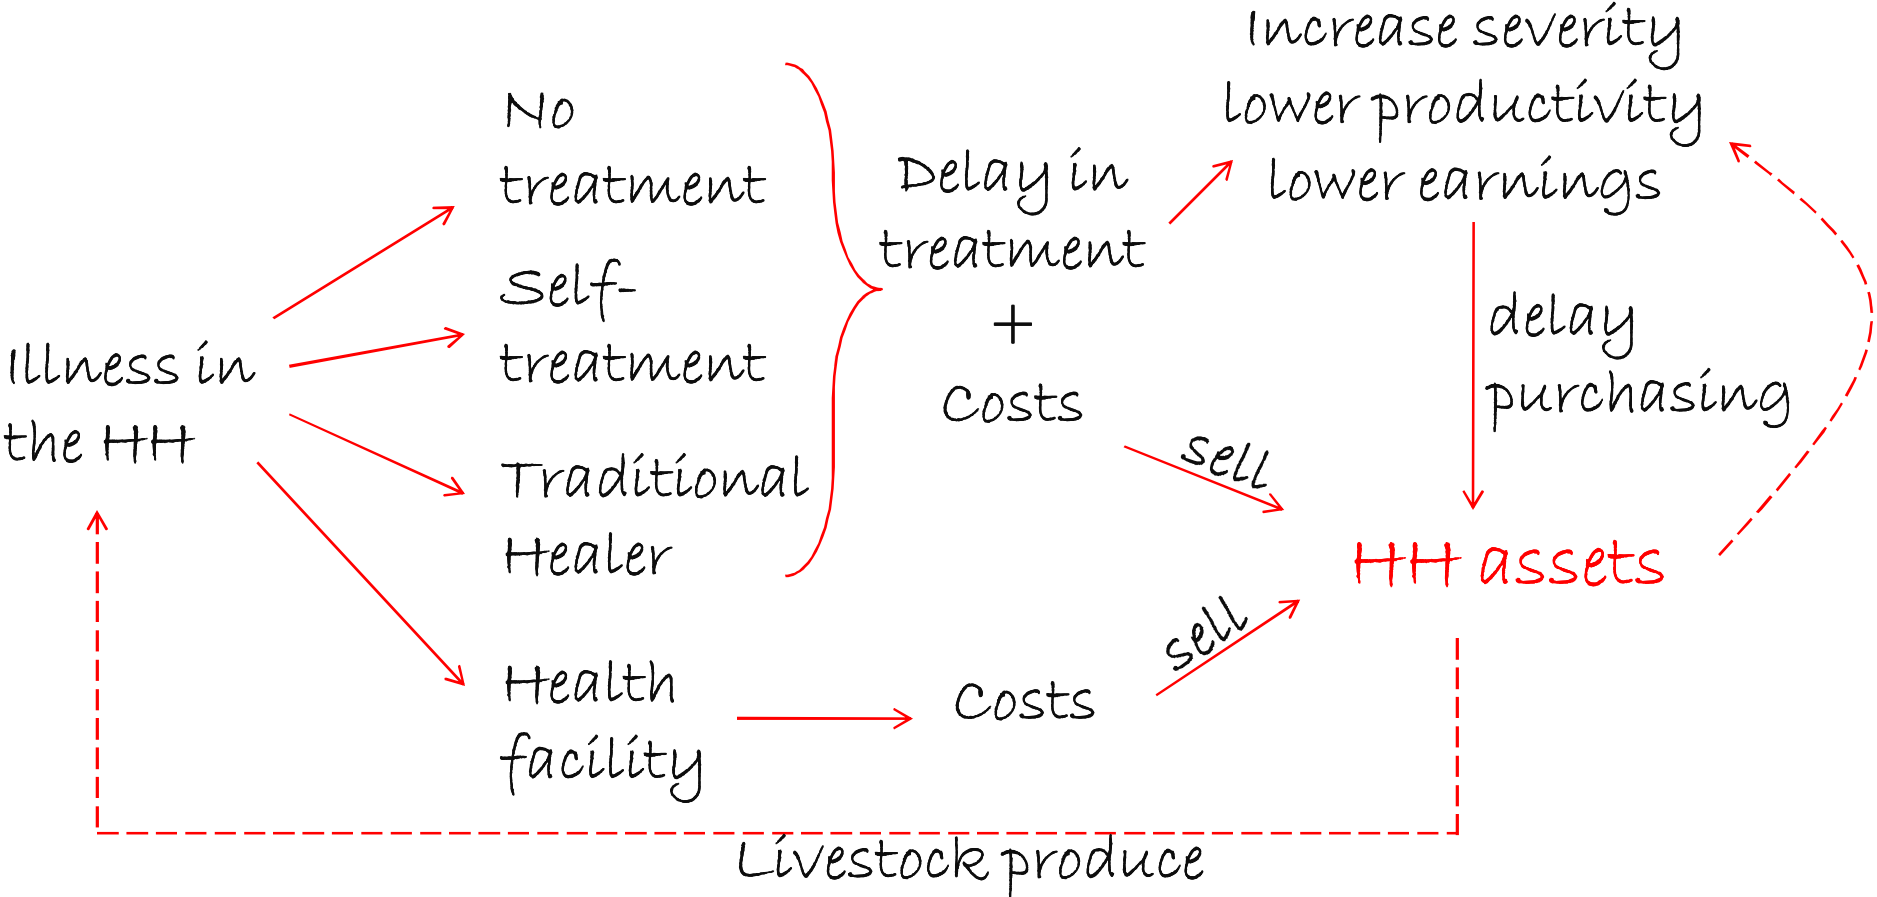 Illness in
the HH
No
treatment
Self-
treatment
Traditional
Healer
Health
facility
Delay in
treatment
+
Costs
Costs
Increase severity
lower productivity
lower earnings
delay
purchasing
sell
sell
HH assets
Livestock produce